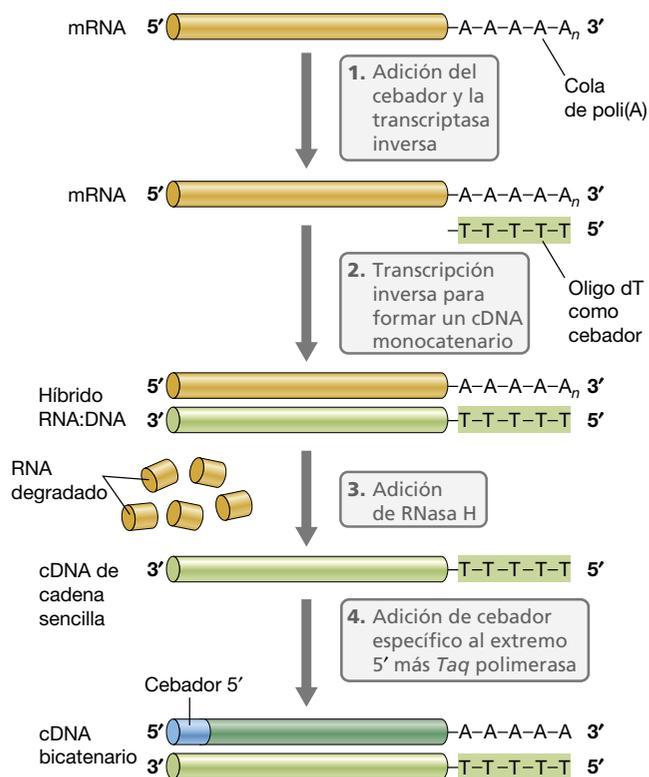 mRNA 5′ –A–A–A–A–An 3′
1. Adición del
cebador y la
transcriptasa
inversa
Cola
de poli(A)
mRNA 5′ –A–A–A–A–An 3′
–T–T–T–T–T 5′
2. Transcripción
inversa para
formar un cDNA
monocatenario
Oligo dT
como
cebador
Híbrido
RNA:DNA
5′ –A–A–A–A–An 3′
3′ –T–T–T–T–T 5′
RNA
degradado
3. Adición
de RNasa H
cDNA de
cadena
sencilla
3′ –T–T–T–T–T 5′
4. Adición de cebador
específico al extremo
5′ más Taq polimerasa
Cebador 5′
cDNA
bicatenario
5′ –A–A–A–A–A 3′
3′ –T–T–T–T–T 5′